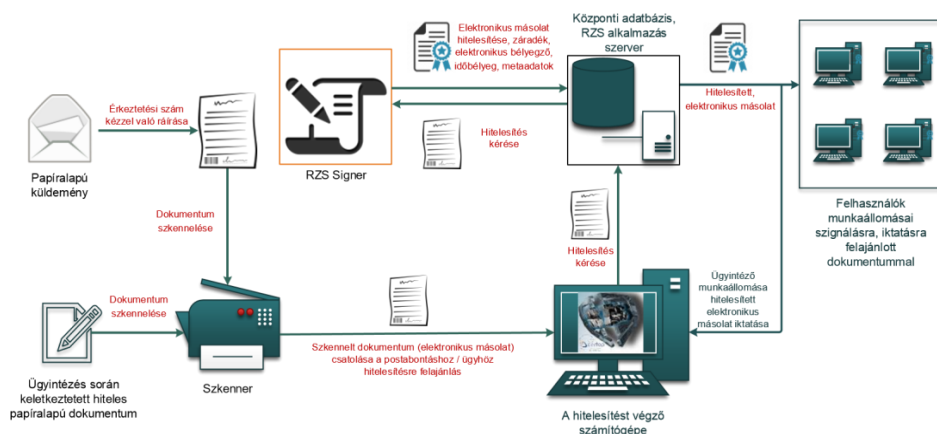 Elektronikus másolat
hitelesítése, záradék,
elektronikus bélyegző,
időbélyeg, metaadatok
Központi adatbázis,
RZS alkalmazás
szerver
Érkeztetési szám
kézzel való ráírása
Hitelesített,
elektronikus másolat
Hitelesítés
kérése
Papíralapú
küldemény
RZS Signer
Felhasználók
munkaállomásai
szignálásra, iktatásra
felajánlott
dokumentummal
Dokumentum
szkennelése
Hitelesítés
kérése
Ügyintéző
munkaállomása
hitelesített
elektronikus
másolat iktatása
Dokumentum
szkennelése
Szkennelt dokumentum (elektronikus másolat)
csatolása a postabontáshoz / ügyhöz
hitelesítésre felajánlás
Ügyintézés során
keletkeztetett hiteles
papíralapú dokumentum
Szkenner
A hitelesítést végző
számítógépe